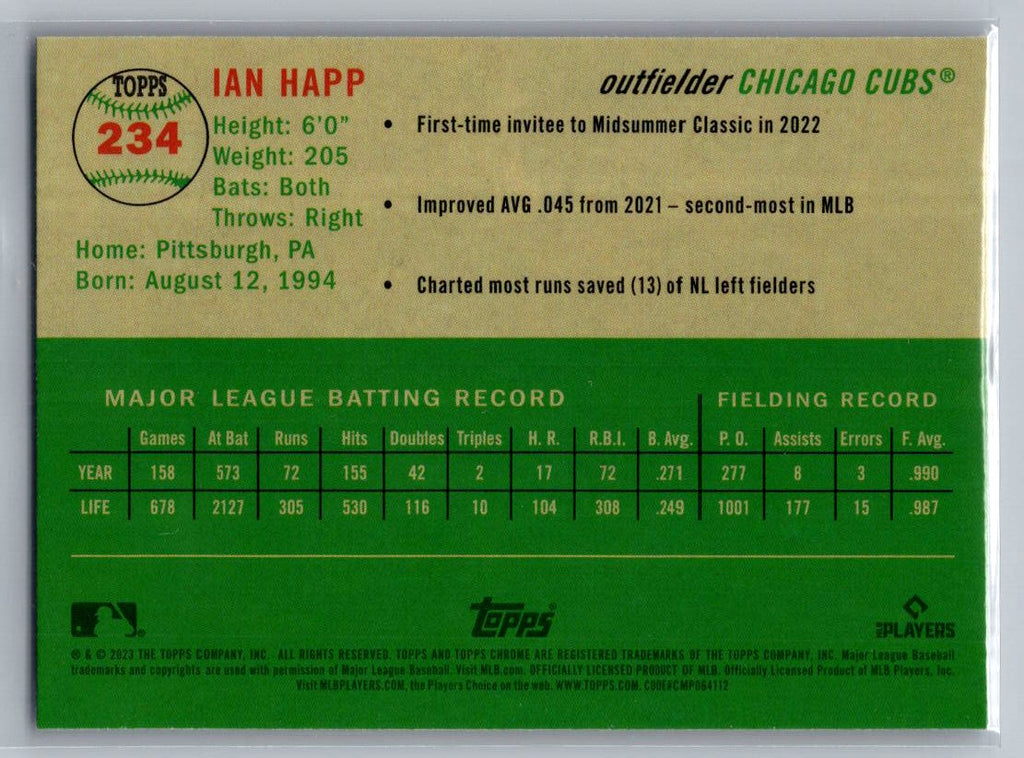 TOPPS
234
IAN HAPP
outfielder CHICAGO CUBS®
Height: 6'0"
Weight: 205
Bats: Both
Throws: Right
Home: Pittsburgh, PA
Born: August 12, 1994
• First-time invitee to Midsummer Classic in 2022
• Improved AVG .045 from 2021 – second-most in MLB
• Charted most runs saved (13) of NL left fielders
MAJOR LEAGUE BATTING RECORD FIELDING RECORD
Games At Bat Runs Hits Doubles Triples H. R. R.B.I. B. Avg. P. O. Assists Errors F. Avg.
YEAR 158 573 72 155 42 2 17 72 .271 277 8 3 .990
LIFE 678 2127 305 530 116 10 104 308 .249 1001 177 15 .987
Topps®
MLB PLAYERS
® & © 2023 THE TOPPS COMPANY, INC. ALL RIGHTS RESERVED. TOPPS AND TOPPS CHROME ARE REGISTERED TRADEMARKS OF THE TOPPS COMPANY, INC. Major League Baseball
trademarks and copyrights are used with permission of Major League Baseball. Visit MLB.com. OFFICIALLY LICENSED PRODUCT OF MLB. Officially Licensed Product of MLB Players, Inc.
Visit MLBPLAYERS.COM, the Players Choice on the web. WWW.TOPPS.COM. CODE#CMP064112